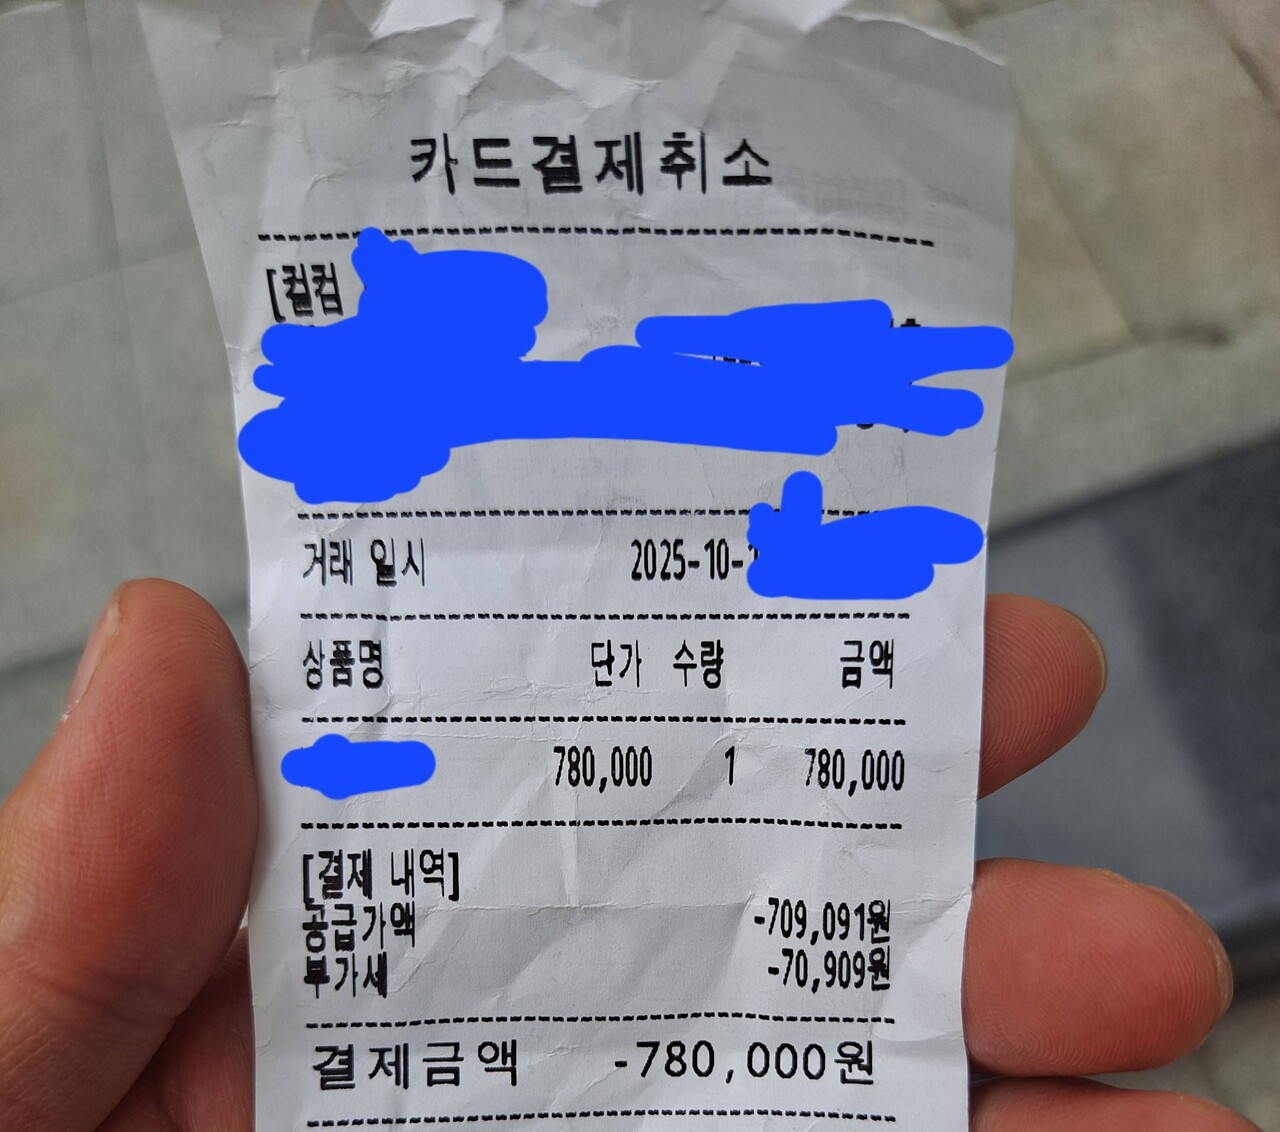 카드결제취소
[컬컴
거래 일시 2025-10-1
상품명 단가 수량 금액
780,000 1 780,000
[결제 내역]
공급가액 -709,091원
부가세 -70,909원
결제금액 -780,000원